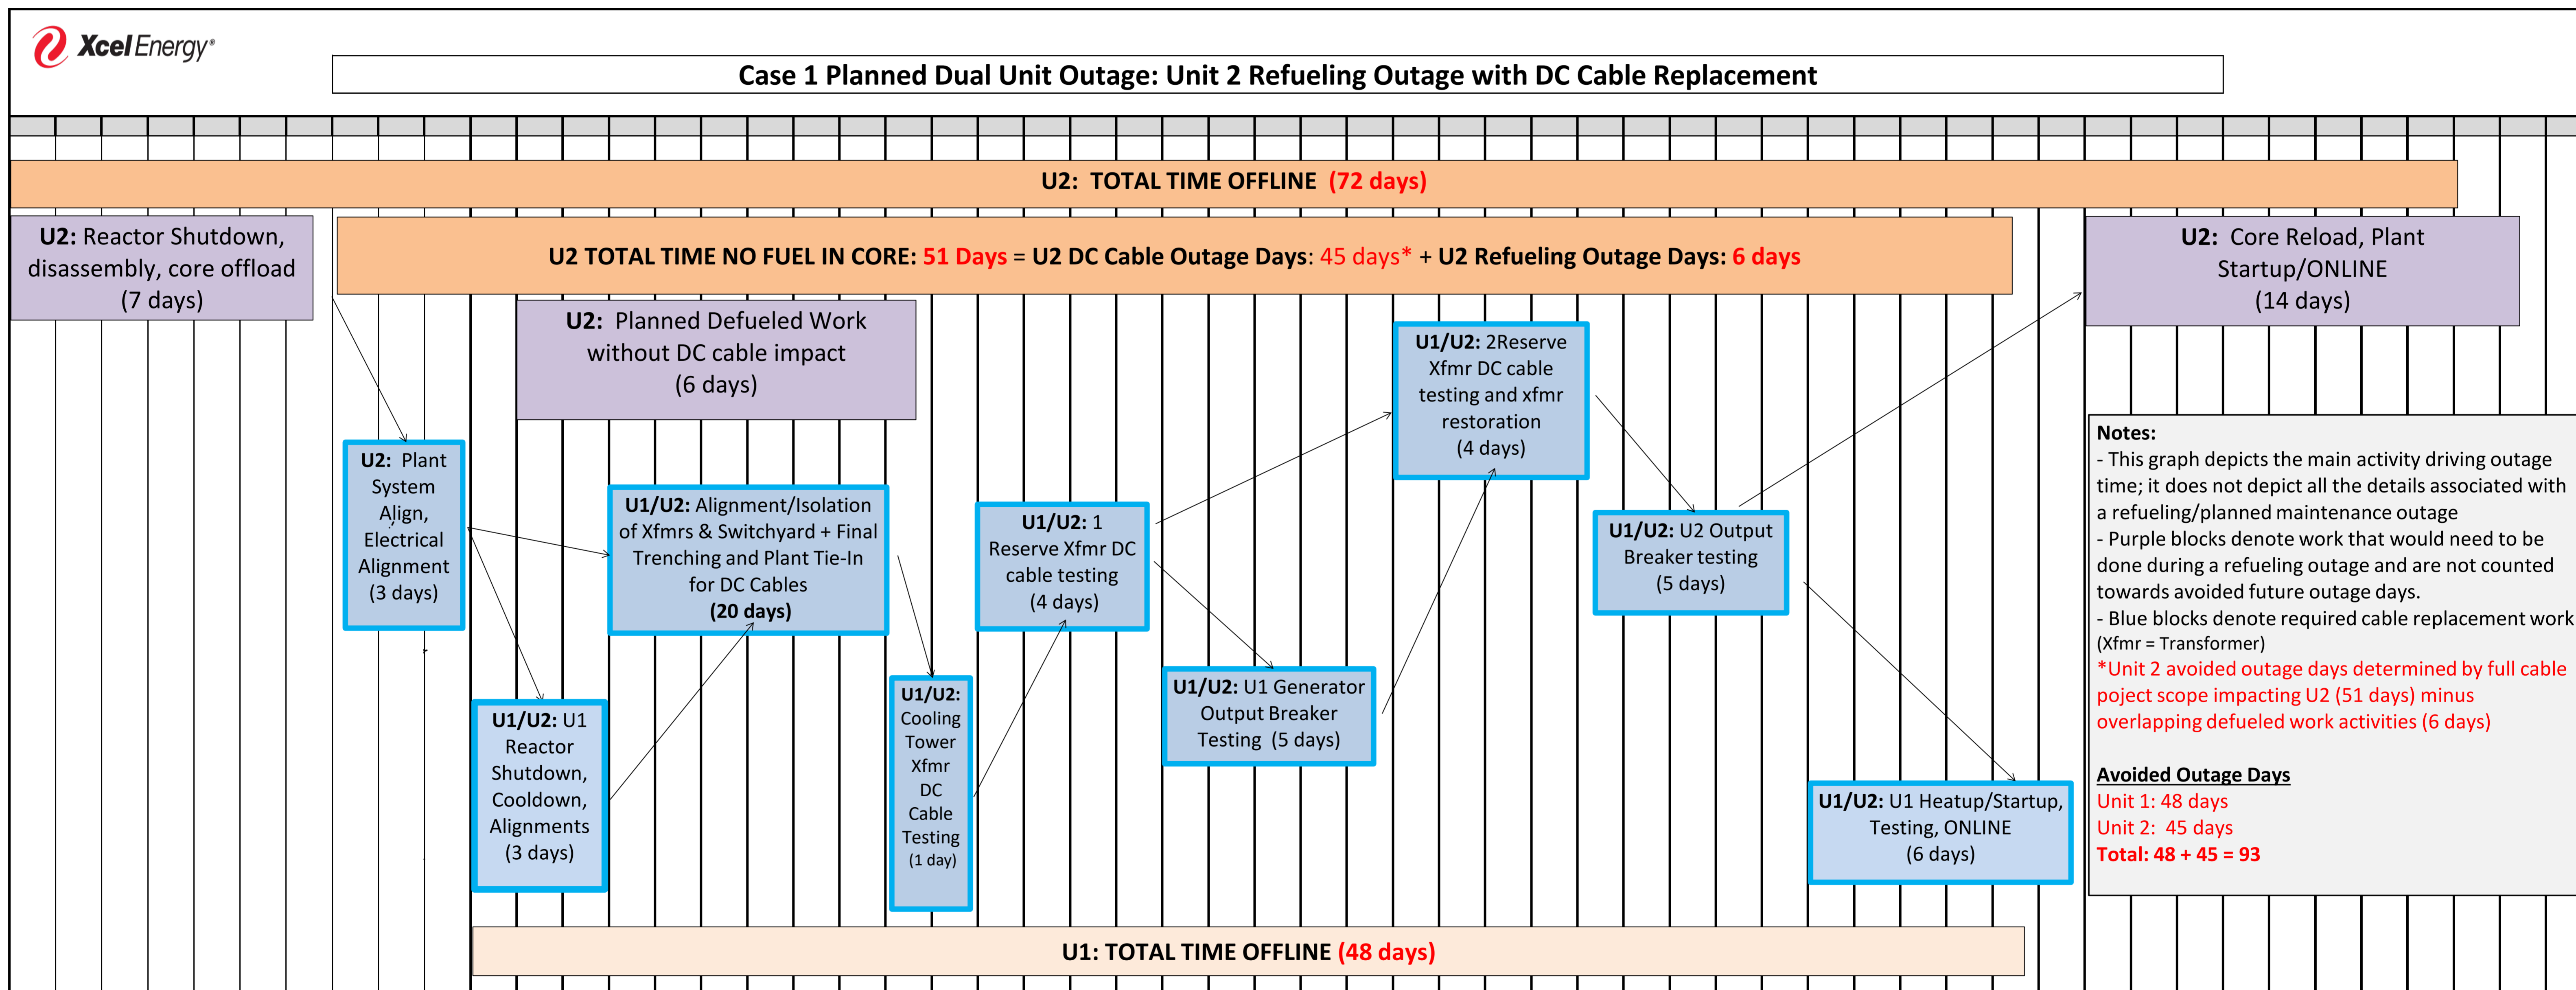 Xcel Energy®
Case 1 Planned Dual Unit Outage: Unit 2 Refueling Outage with DC Cable Replacement
U2: TOTAL TIME OFFLINE (72 days)
U2: Reactor Shutdown,
disassembly, core offload
(7 days)
U2 TOTAL TIME NO FUEL IN CORE: 51 Days = U2 DC Cable Outage Days: 45 days* + U2 Refueling Outage Days: 6 days
U2: Core Reload, Plant
Startup/ONLINE
(14 days)
U2: Planned Defueled Work
without DC cable impact
(6 days)
U2: Plant
System
Align,
Electrical
Alignment
(3 days)
U1/U2: U1
Reactor
Shutdown,
Cooldown,
Alignments
(3 days)
U1/U2: Alignment/Isolation
of Xfmrs & Switchyard + Final
Trenching and Plant Tie-In
for DC Cables
(20 days)
U1/U2:
Cooling
Tower
Xfmr
DC
Cable
Testing
(1 day)
U1/U2: 1
Reserve Xfmr DC
cable testing
(4 days)
U1/U2: U1 Generator
Output Breaker
Testing (5 days)
U1/U2: 2Reserve
Xfmr DC cable
testing and xfmr
restoration
(4 days)
U1/U2: U2 Output
Breaker testing
(5 days)
U1/U2: U1 Heatup/Startup,
Testing, ONLINE
(6 days)
Notes:
- This graph depicts the main activity driving outage
time; it does not depict all the details associated with
a refueling/planned maintenance outage
- Purple blocks denote work that would need to be
done during a refueling outage and are not counted
towards avoided future outage days.
- Blue blocks denote required cable replacement work
(Xfmr = Transformer)
*Unit 2 avoided outage days determined by full cable
poject scope impacting U2 (51 days) minus
overlapping defueled work activities (6 days)
Avoided Outage Days
Unit 1: 48 days
Unit 2: 45 days
Total: 48 + 45 = 93
U1: TOTAL TIME OFFLINE (48 days)